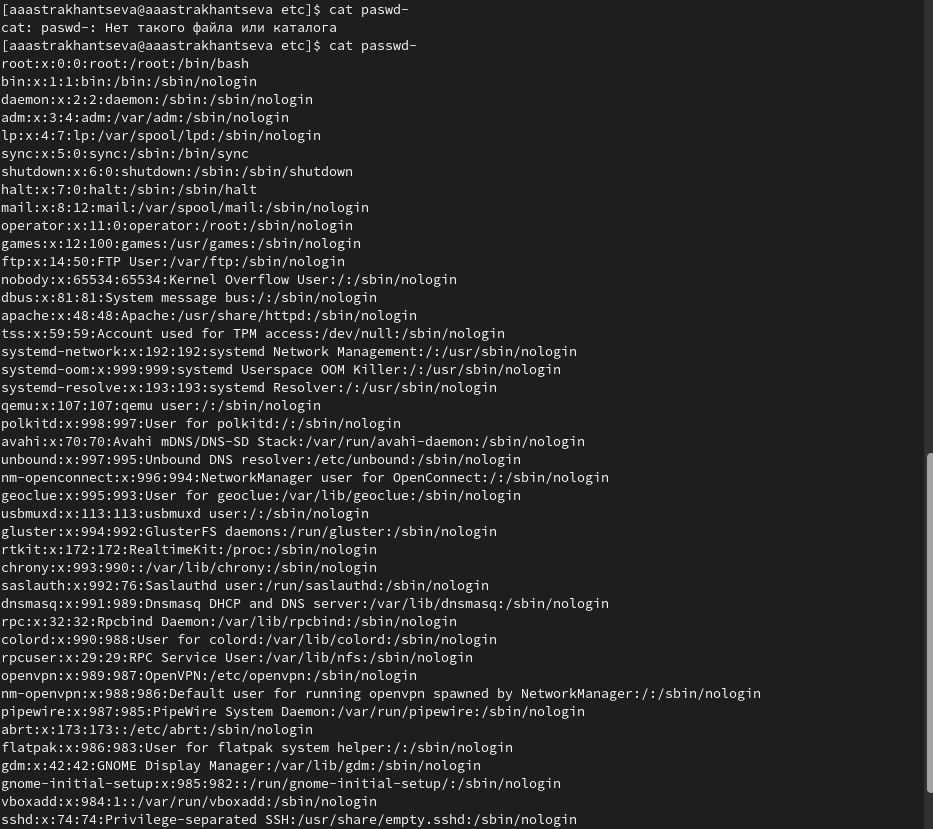 [aaastrakhantseva@aaastrakhantseva etc]$ cat paswd-
cat: paswd-: Нет такого файла или каталога
[aaastrakhantseva@aaastrakhantseva etc]$ cat passwd-
root:x:0:0:root:/root:/bin/bash
bin:x:1:1:bin:/bin:/sbin/nologin
daemon:x:2:2:daemon:/sbin:/sbin/nologin
adm:x:3:4:adm:/var/adm:/sbin/nologin
lp:x:4:7:lp:/var/spool/lpd:/sbin/nologin
sync:x:5:0:sync:/sbin:/bin/sync
shutdown:x:6:0:shutdown:/sbin:/sbin/shutdown
halt:x:7:0:halt:/sbin:/sbin/halt
mail:x:8:12:mail:/var/spool/mail:/sbin/nologin
operator:x:11:0:operator:/root:/sbin/nologin
games:x:12:100:games:/usr/games:/sbin/nologin
ftp:x:14:50:FTP User:/var/ftp:/sbin/nologin
nobody:x:65534:65534:Kernel Overflow User:/:/sbin/nologin
dbus:x:81:81:System message bus:/:/sbin/nologin
apache:x:48:48:Apache:/usr/share/httpd:/sbin/nologin
tss:x:59:59:Account used for TPM access:/dev/null:/sbin/nologin
systemd-network:x:192:192:systemd Network Management:/:/usr/sbin/nologin
systemd-oom:x:999:999:systemd Userspace OOM Killer:/:/usr/sbin/nologin
systemd-resolve:x:193:193:systemd Resolver:/:/usr/sbin/nologin
qemu:x:107:107:qemu user:/:/sbin/nologin
polkitd:x:998:997:User for polkitd:/:/sbin/nologin
avahi:x:70:70:Avahi mDNS/DNS-SD Stack:/var/run/avahi-daemon:/sbin/nologin
unbound:x:997:995:Unbound DNS resolver:/etc/unbound:/sbin/nologin
nm-openconnect:x:996:994:NetworkManager user for OpenConnect:/:/sbin/nologin
geoclue:x:995:993:User for geoclue:/var/lib/geoclue:/sbin/nologin
usbmuxd:x:113:113:usbmuxd user:/:/sbin/nologin
gluster:x:994:992:GlusterFS daemons:/run/gluster:/sbin/nologin
rtkit:x:172:172:RealtimeKit:/proc:/sbin/nologin
chrony:x:993:990::/var/lib/chrony:/sbin/nologin
saslauth:x:992:76:Saslauthd user:/run/saslauthd:/sbin/nologin
dnsmasq:x:991:989:Dnsmasq DHCP and DNS server:/var/lib/dnsmasq:/sbin/nologin
rpc:x:32:32:Rpcbind Daemon:/var/lib/rpcbind:/sbin/nologin
colord:x:990:988:User for colord:/var/lib/colord:/sbin/nologin
rpcuser:x:29:29:RPC Service User:/var/lib/nfs:/sbin/nologin
openvpn:x:989:987:OpenVPN:/etc/openvpn:/sbin/nologin
nm-openvpn:x:988:986:Default user for running openvpn spawned by NetworkManager:/:/sbin/nologin
pipewire:x:987:985:PipeWire System Daemon:/var/run/pipewire:/sbin/nologin
abrt:x:173:173::/etc/abrt:/sbin/nologin
flatpak:x:986:983:User for flatpak system helper:/:/sbin/nologin
gdm:x:42:42:GNOME Display Manager:/var/lib/gdm:/sbin/nologin
gnome-initial-setup:x:985:982::/run/gnome-initial-setup/:/sbin/nologin
vboxadd:x:984:1::/var/run/vboxadd:/sbin/nologin
sshd:x:74:74:Privilege-separated SSH:/usr/share/empty.sshd:/sbin/nologin